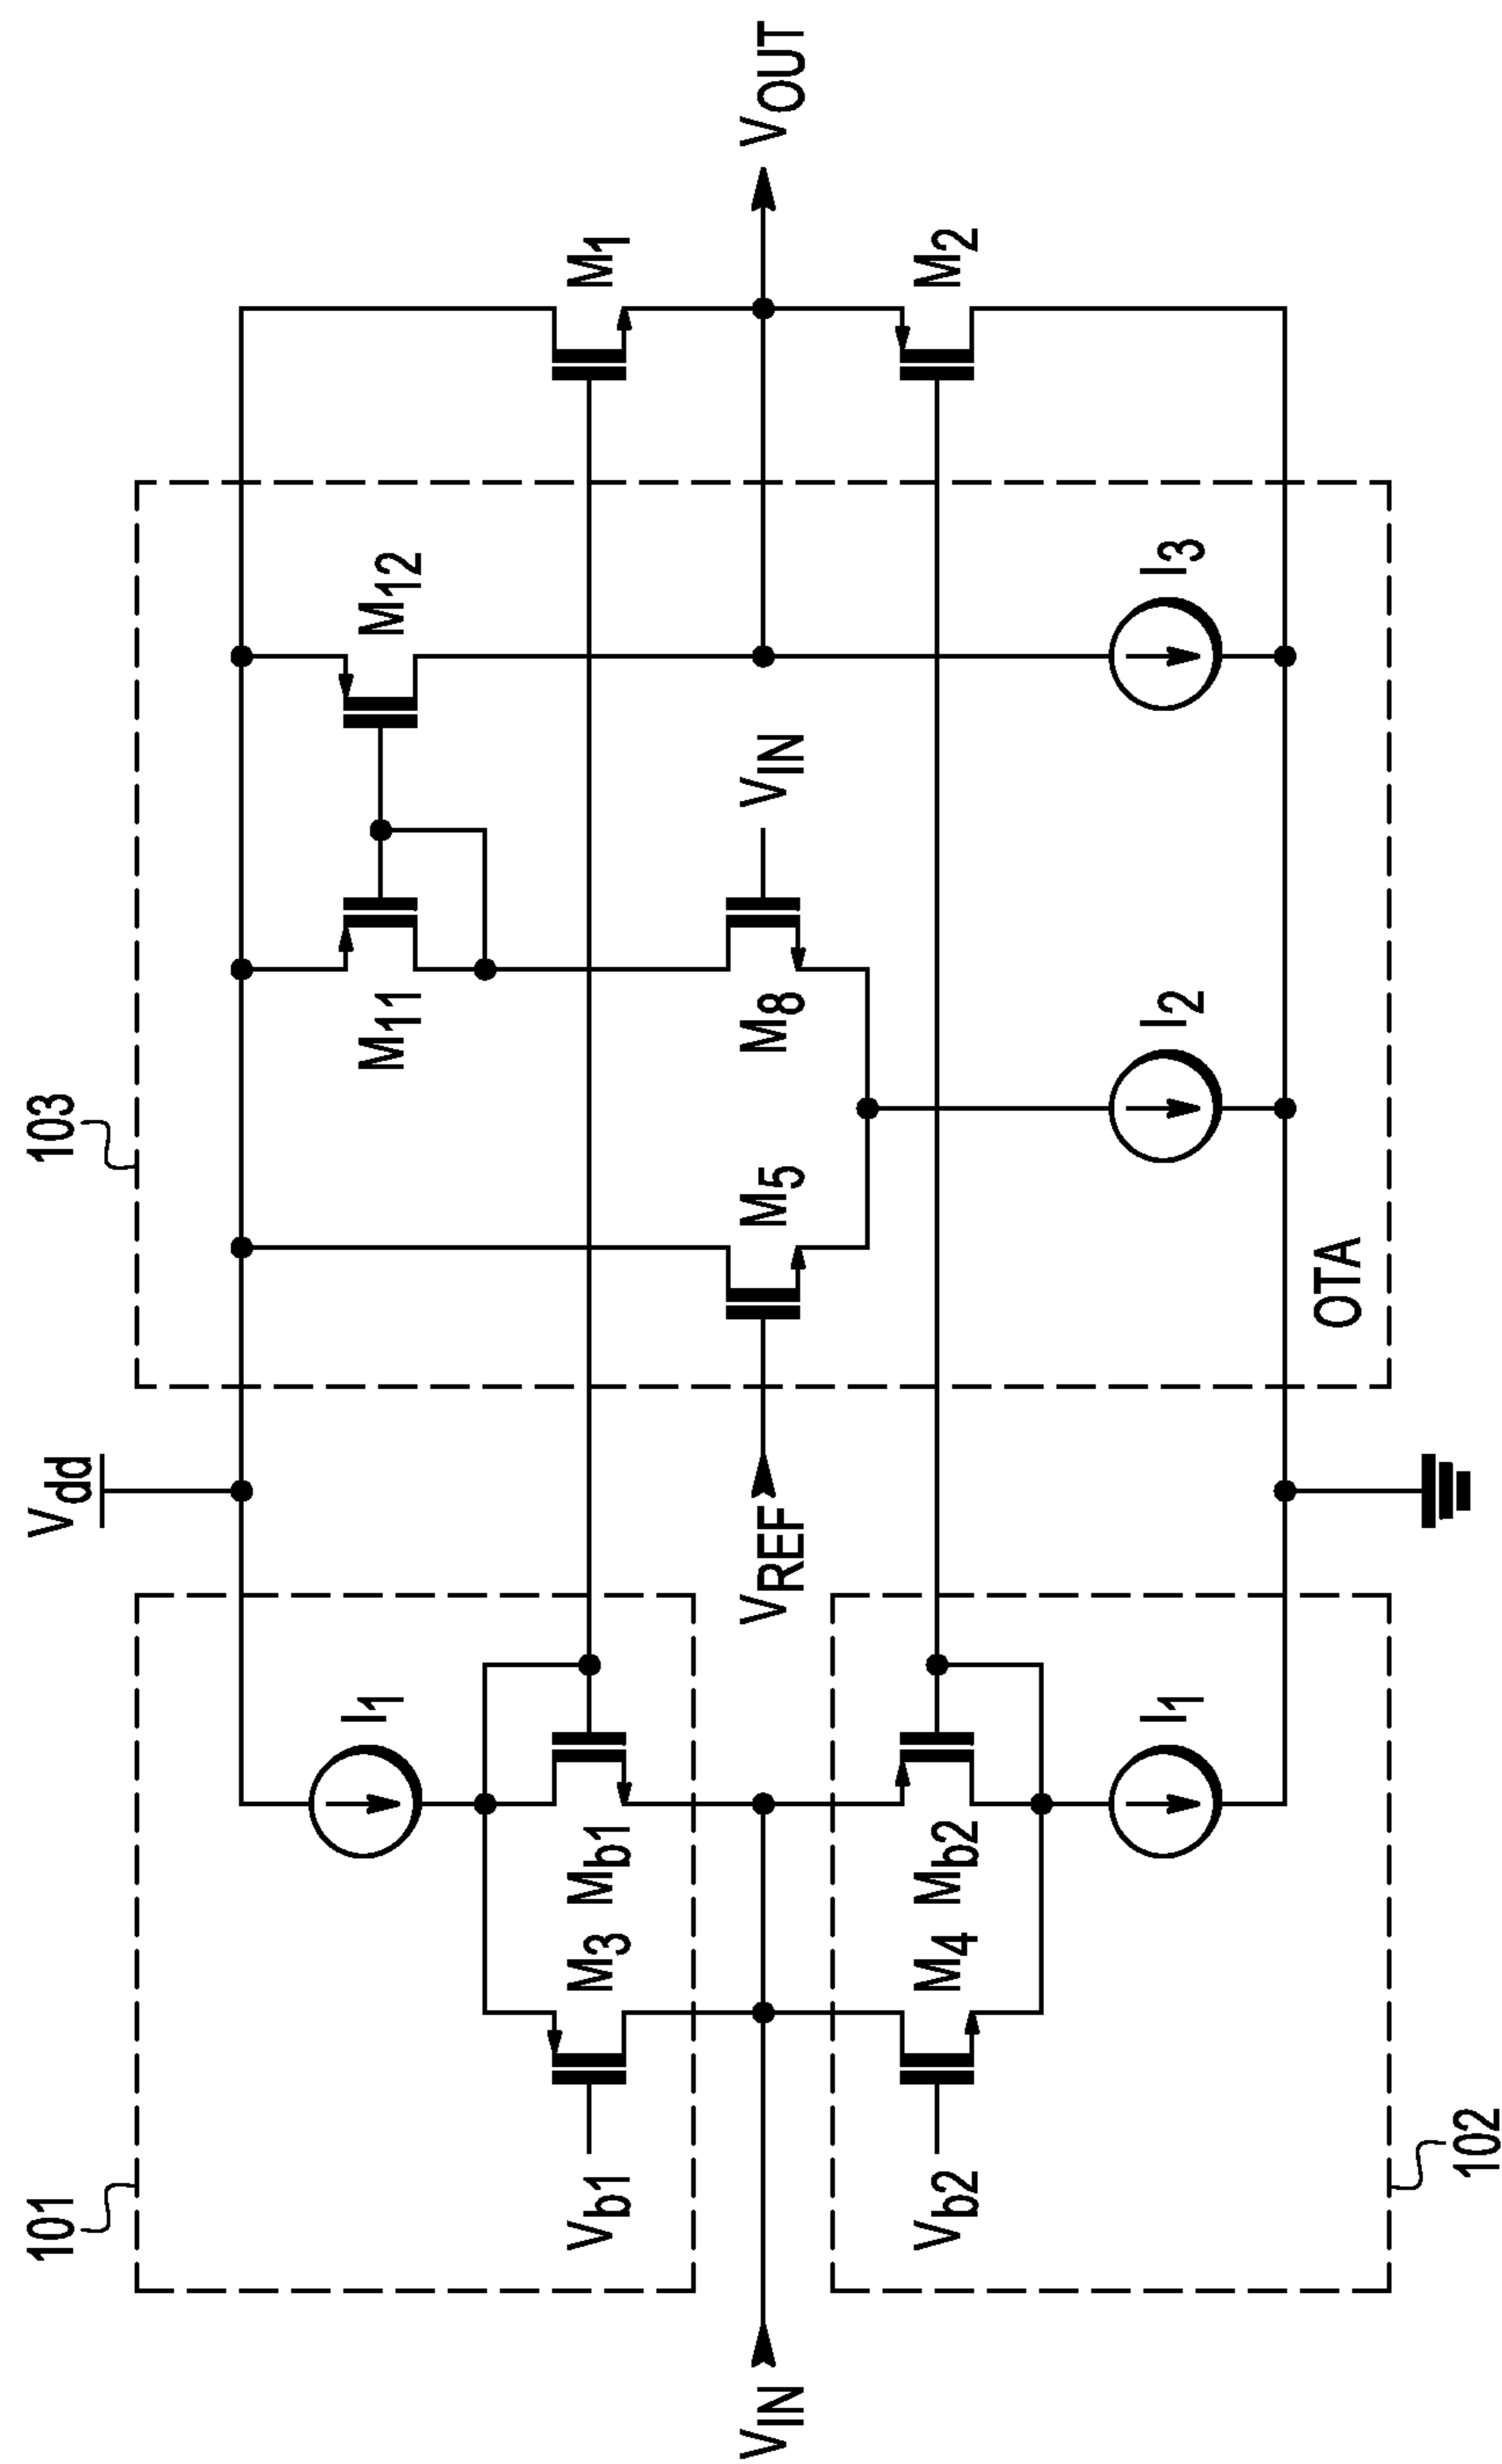 Vdd
101
103
I1
M11
M12
Vb1
M3
Mb1
M1
VIN
VREF
M5
M8
VIN
VOUT
Vb2
M4
Mb2
M2
I1
I2
I3
OTA
102